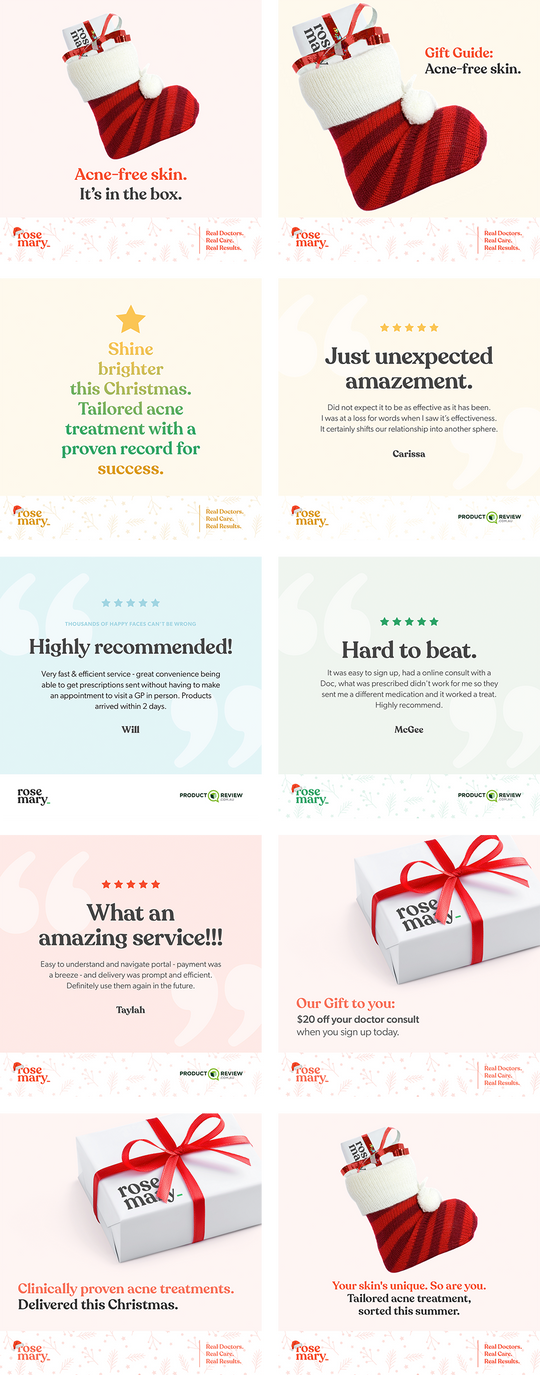 rose
mary
Acne-free skin.
It's in the box.
rose
mary_
Real Doctors.
Real Care.
Real Results.
rose
mary
Gift Guide:
Acne-free skin.
rose
mary_
Real Doctors.
Real Care.
Real Results.
Shine
brighter
this Christmas.
Tailored acne
treatment with a
proven record for
success.
rose
mary_
Real Doctors.
Real Care.
Real Results.
Just unexpected
amazement.
Did not expect it to be as effective as it has been.
I was at a loss for words when I saw it's effectiveness.
It certainly shifts our relationship into another sphere.
Carissa
rose
mary_
PRODUCT REVIEW
.COM.AU
THOUSANDS OF HAPPY FACES CAN'T BE WRONG
Highly recommended!
Very fast & efficient service - great convenience being
able to get prescriptions sent without having to make
an appointment to visit a GP in person. Products
arrived within 2 days.
Will
rose
mary_
PRODUCT REVIEW
.COM.AU
Hard to beat.
It was easy to sign up, had a online consult with a
Doc, what was prescribed didn't work for me so they
sent me a different medication and it worked a treat.
Highly recommend.
McGee
rose
mary_
PRODUCT REVIEW
.COM.AU
What an
amazing service!!!
Easy to understand and navigate portal - payment was
a breeze - and delivery was prompt and efficient.
Definitely use them again in the future.
Taylah
rose
mary_
PRODUCT REVIEW
.COM.AU
rose
mary_
Our Gift to you:
$20 off your doctor consult
when you sign up today.
rose
mary_
Real Doctors.
Real Care.
Real Results.
rose
mary_
Clinically proven acne treatments.
Delivered this Christmas.
rose
mary_
Real Doctors.
Real Care.
Real Results.
rose
mary
Your skin's unique. So are you.
Tailored acne treatment,
sorted this summer.
rose
mary_
Real Doctors.
Real Care.
Real Results.